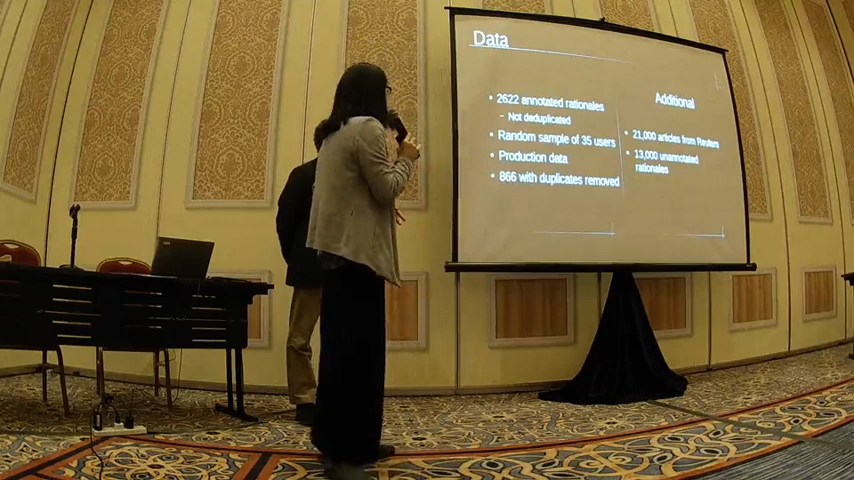 Data
• 2622 annotated rationales
– Not deduplicated
• Random sample of 35 users
• Production data
• 866 with duplicates removed
Additional
• 21,000 articles from Reuters
• 13,000 unannotated
rationales